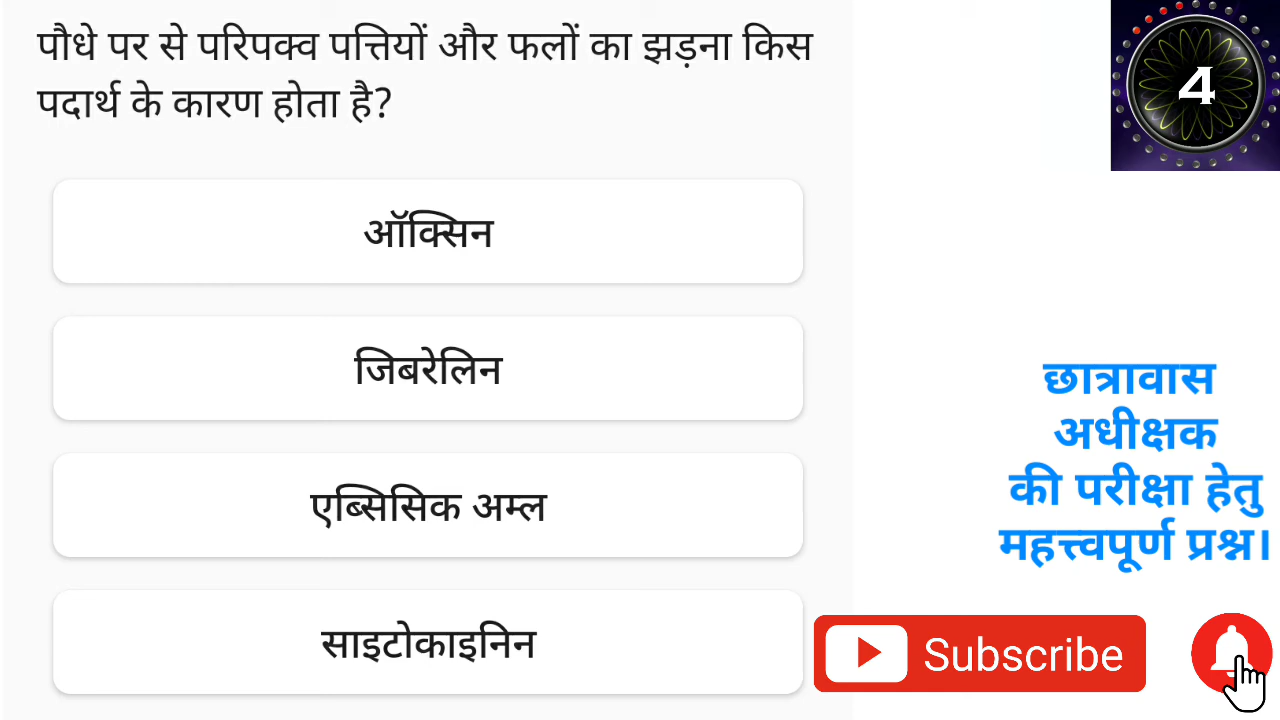 पौधे पर से परिपक्व पत्तियों और फलों का झड़ना किस
पदार्थ के कारण होता है?
4
ऑक्सिन
जिबरेलिन
एब्सिसिक अम्ल
साइटोकाइनिन
छात्रावास
अधीक्षक
की परीक्षा हेतु
महत्त्वपूर्ण प्रश्न।
Subscribe